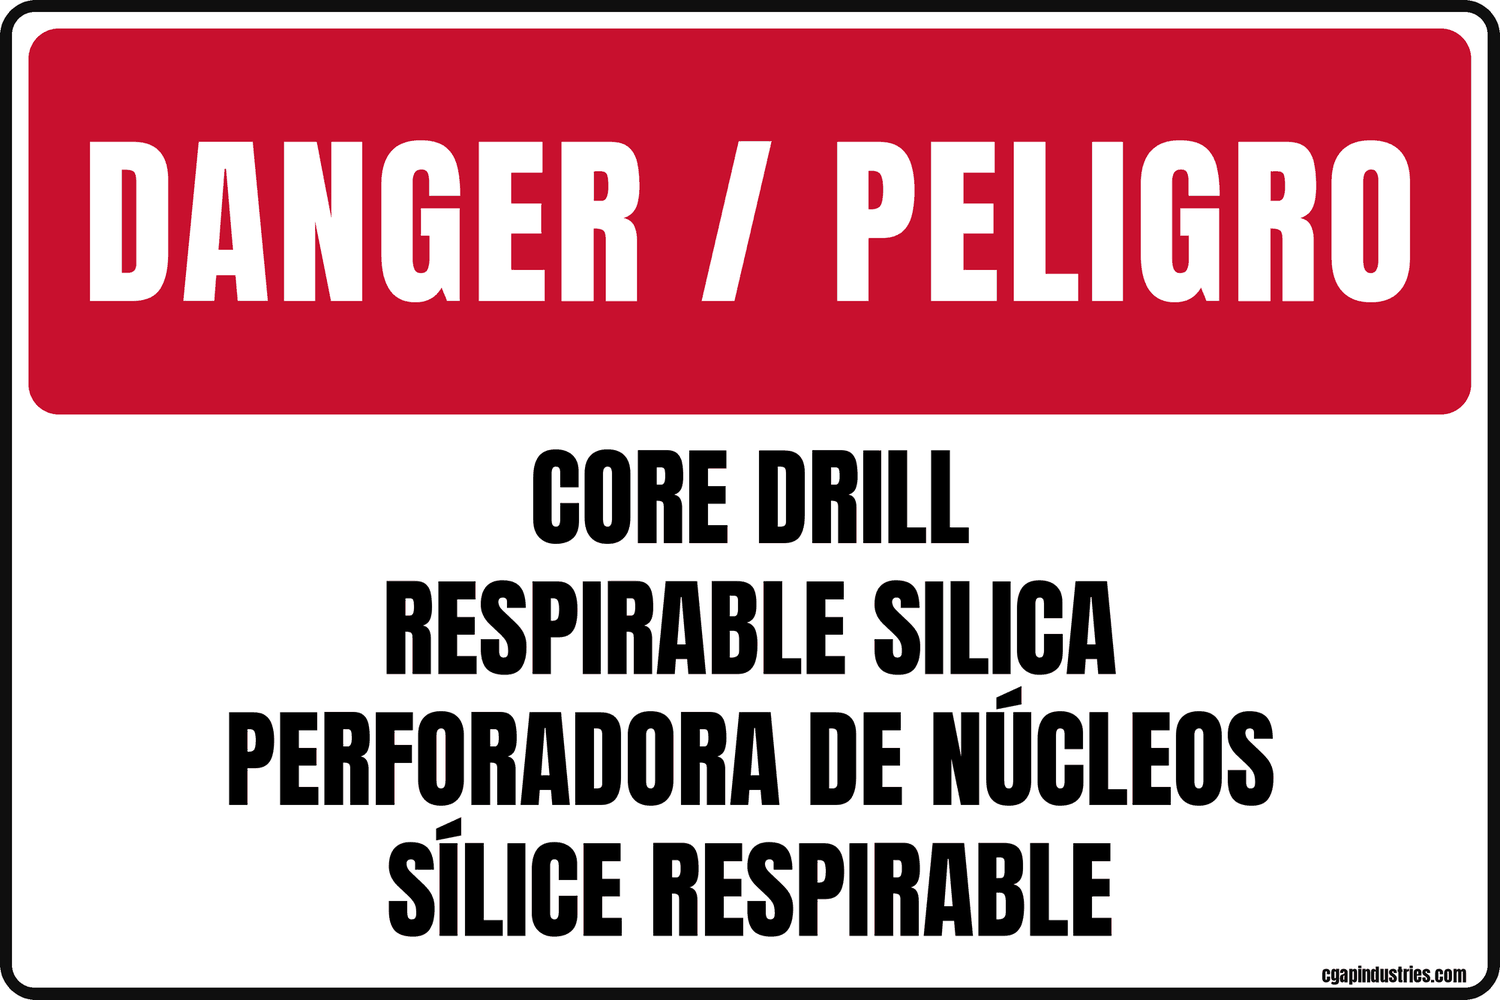 DANGER / PELIGRO
CORE DRILL
RESPIRABLE SILICA
PERFORADORA DE NÚCLEOS
SÍLICE RESPIRABLE
cgapindustries.com